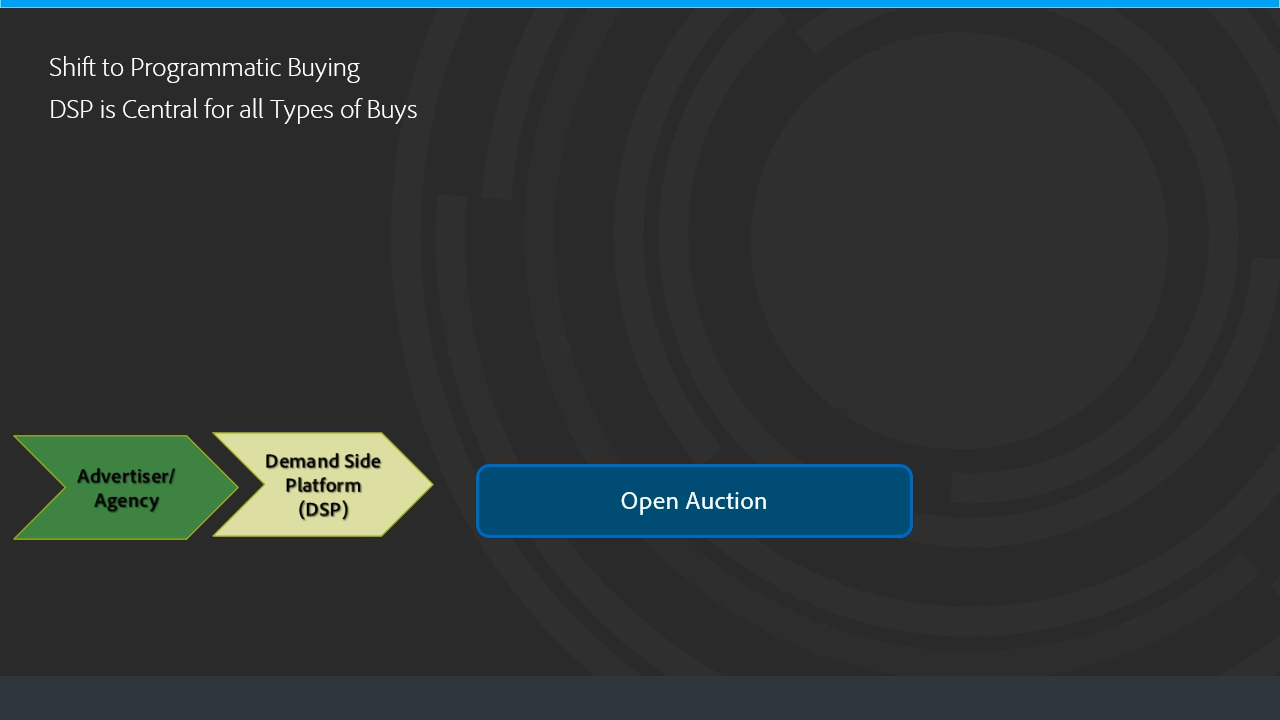 Shift to Programmatic Buying
DSP is Central for all Types of Buys
Advertiser/
Agency
Demand Side
Platform
(DSP)
Open Auction